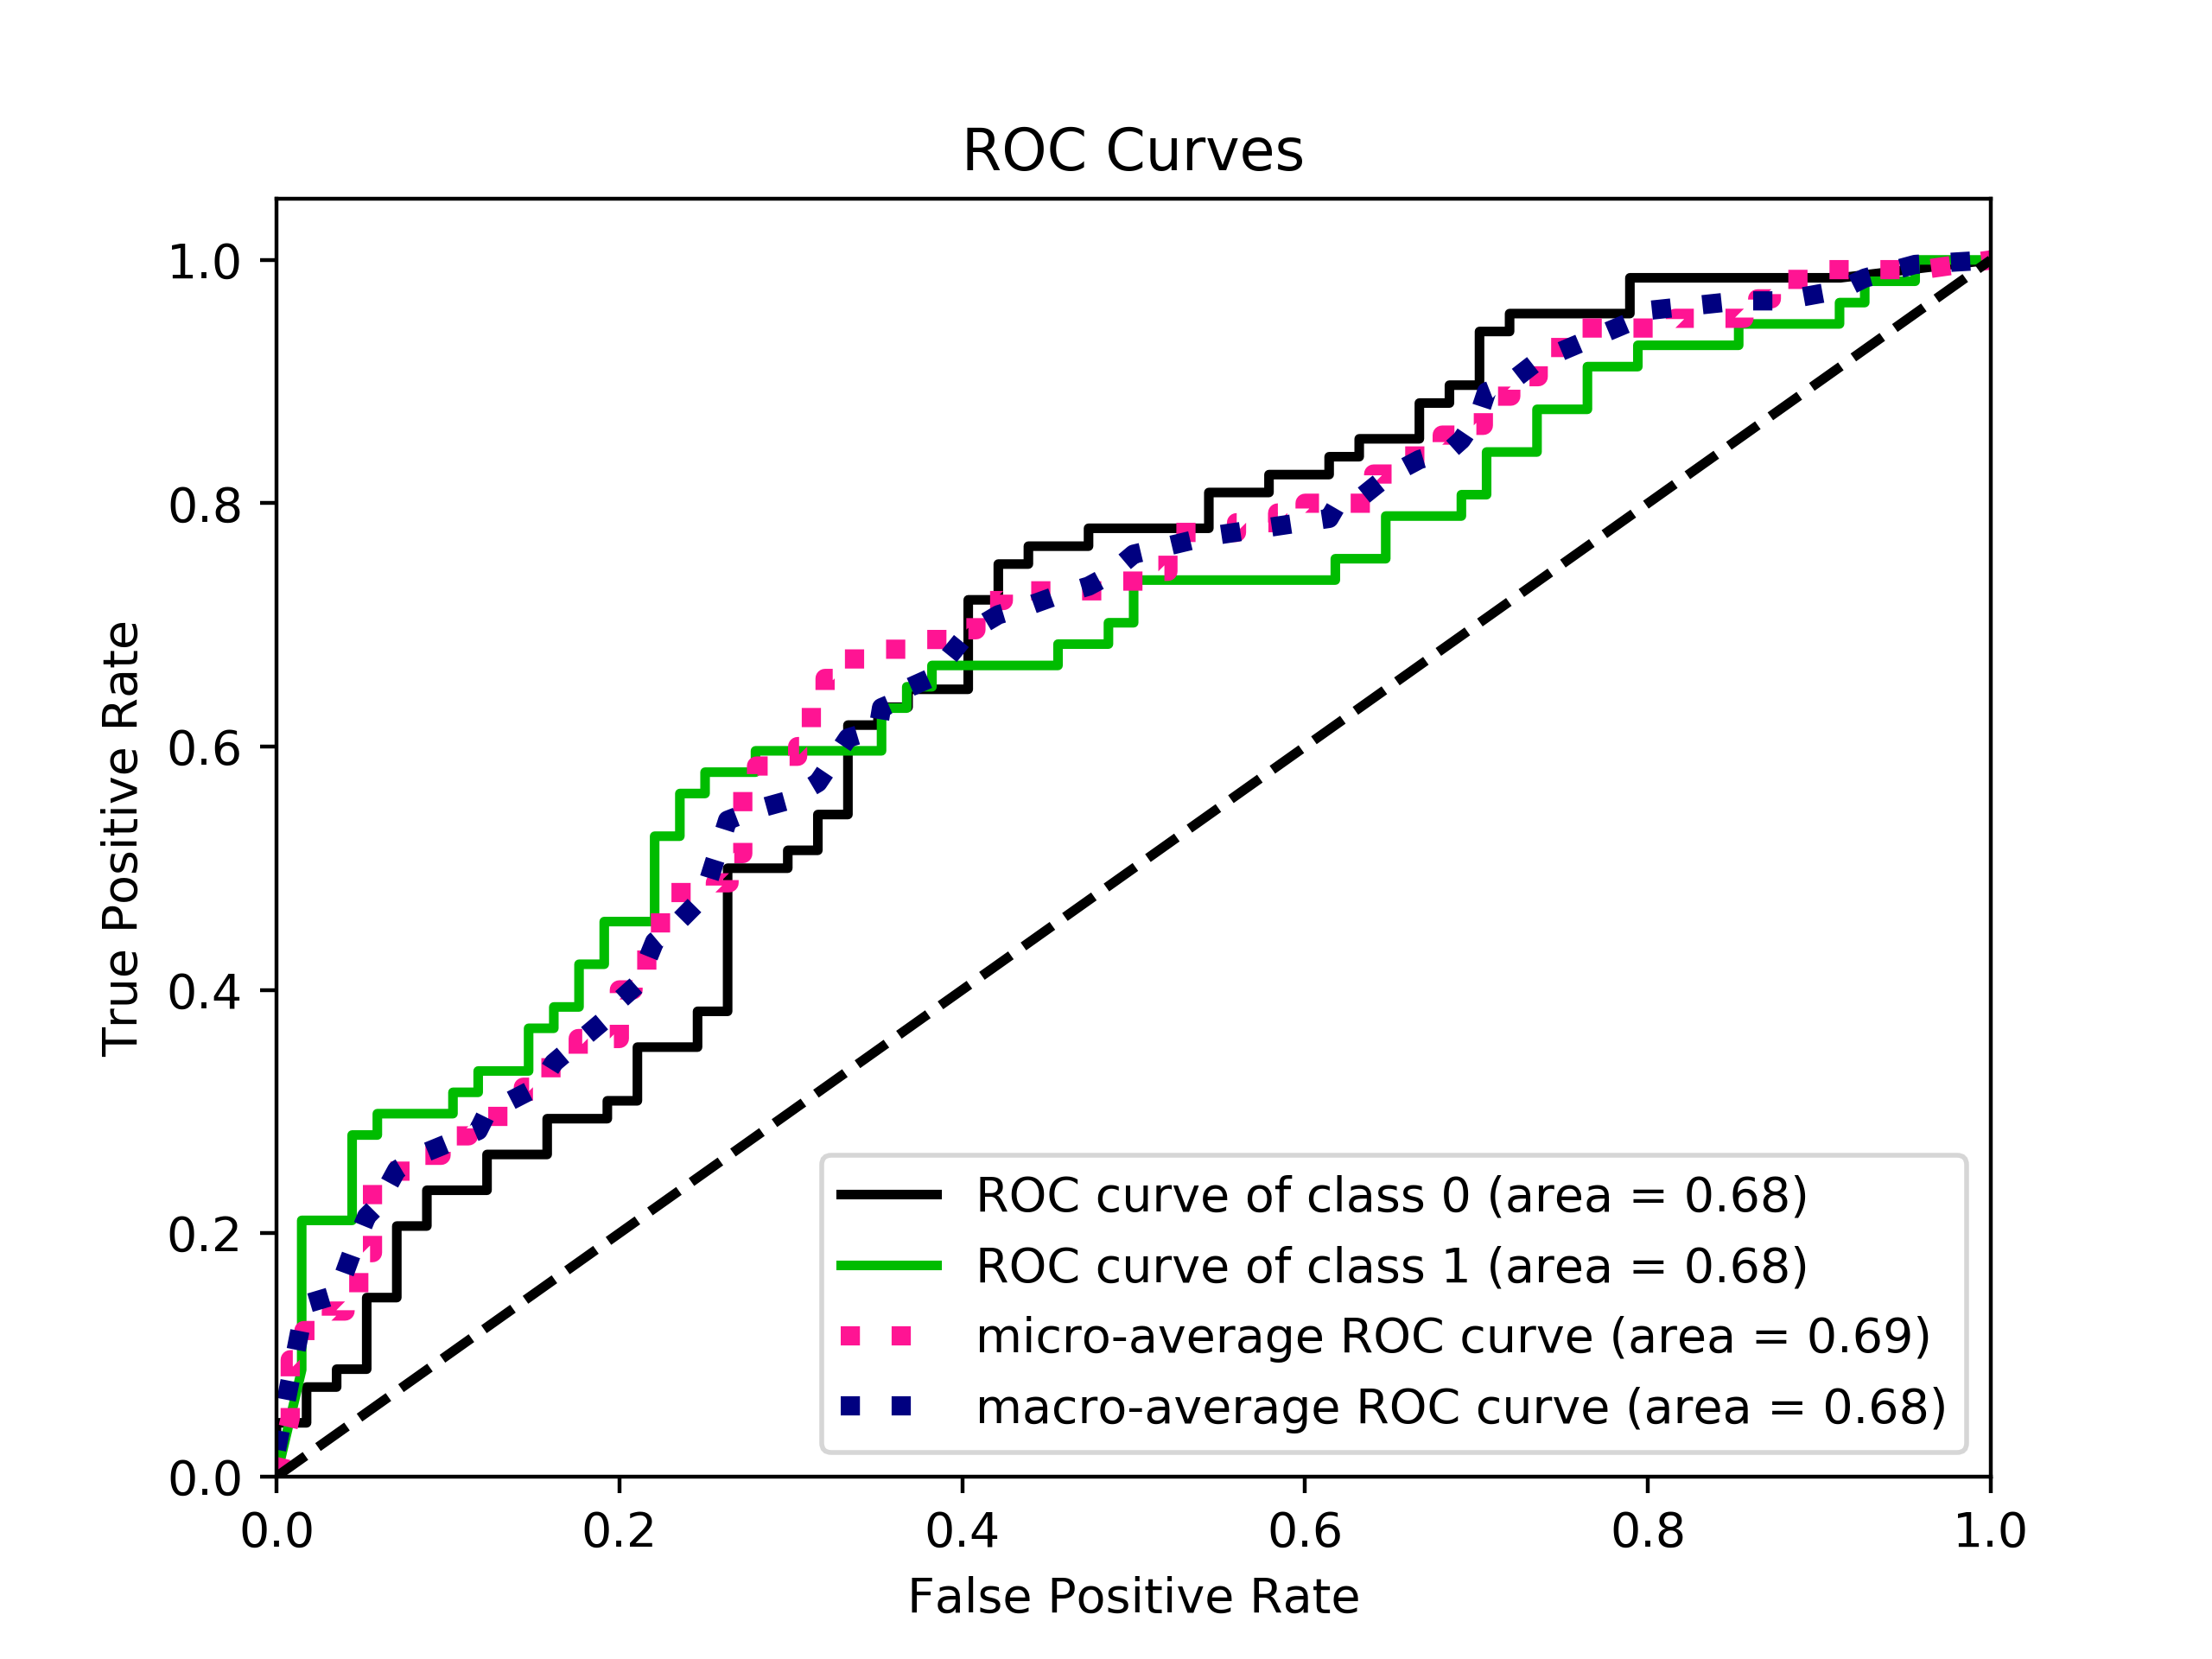 ROC Curves
1.0
0.8
0.6
0.4
0.2
0.0
True Positive Rate
ROC curve of class 0 (area = 0.68)
ROC curve of class 1 (area = 0.68)
micro-average ROC curve (area = 0.69)
macro-average ROC curve (area = 0.68)
0.0 0.2 0.4 0.6 0.8 1.0
False Positive Rate